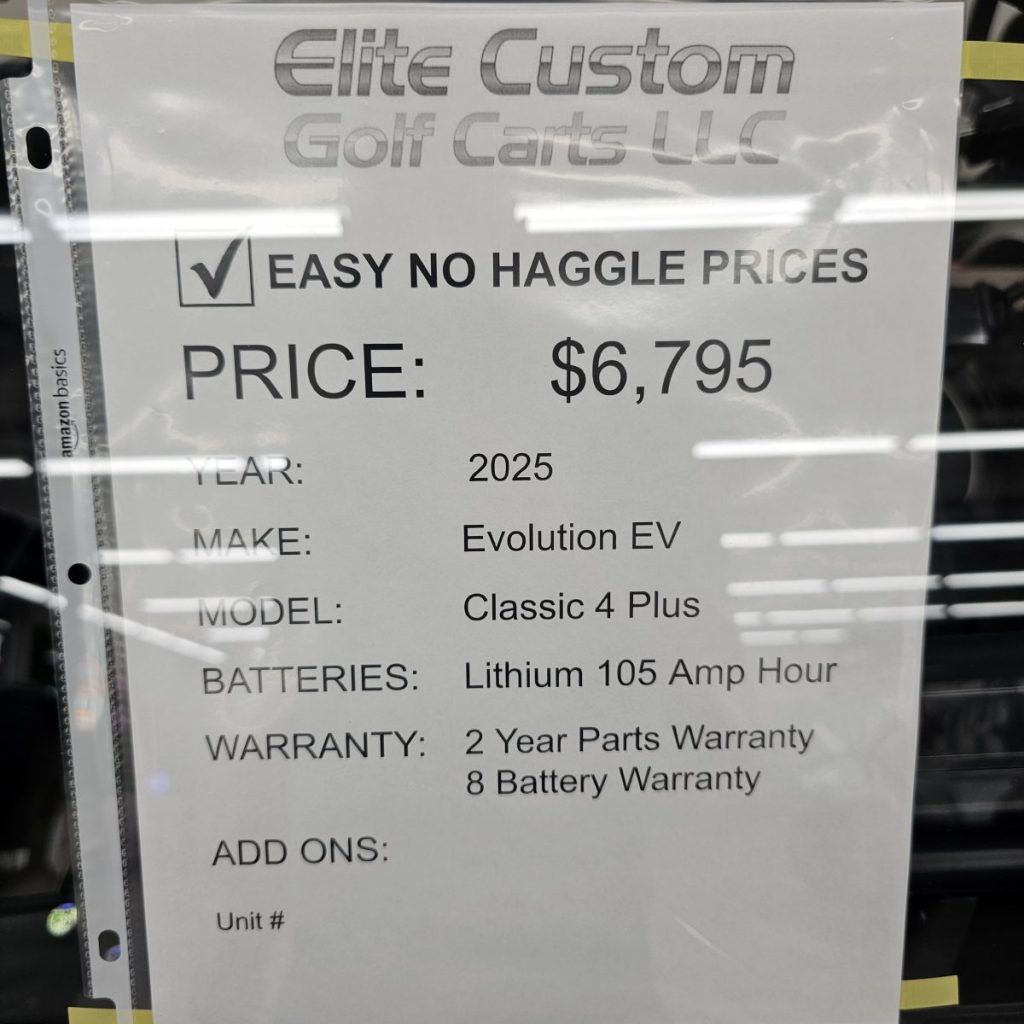 Elite Custom
Golf Carts LLC
EASY NO HAGGLE PRICES
PRICE: $6,795
YEAR: 2025
MAKE: Evolution EV
MODEL: Classic 4 Plus
BATTERIES: Lithium 105 Amp Hour
WARRANTY: 2 Year Parts Warranty
8 Battery Warranty
ADD ONS:
Unit #
amazon basics